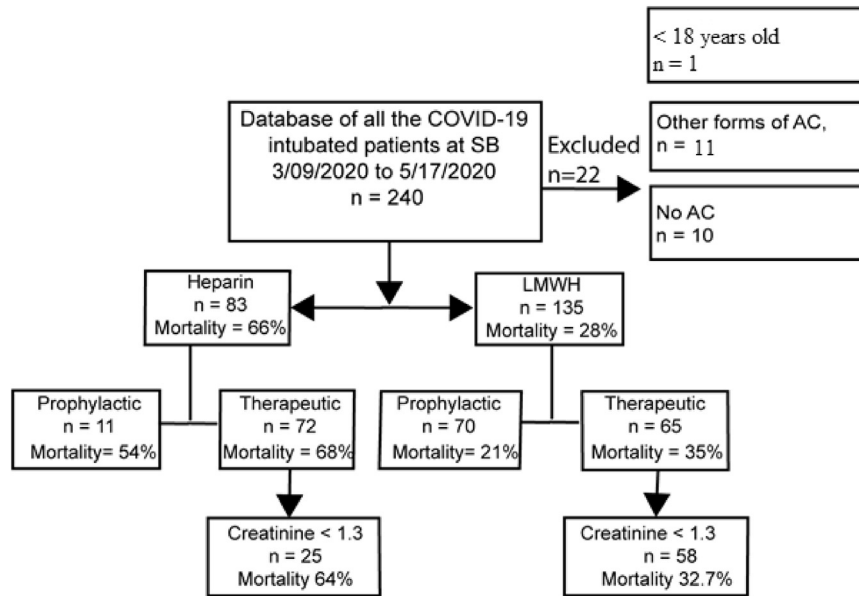 < 18 years old
n = 1
Database of all the COVID-19
intubated patients at SB
3/09/2020 to 5/17/2020
n = 240
Excluded
n=22
Other forms of AC,
n = 11
No AC
n = 10
Heparin
n = 83
Mortality = 66%
LMWH
n = 135
Mortality = 28%
Prophylactic
n = 11
Mortality= 54%
Therapeutic
n = 72
Mortality= 68%
Prophylactic
n = 70
Mortality= 21%
Therapeutic
n = 65
Mortality = 35%
Creatinine < 1.3
n = 25
Mortality 64%
Creatinine < 1.3
n = 58
Mortality 32.7%